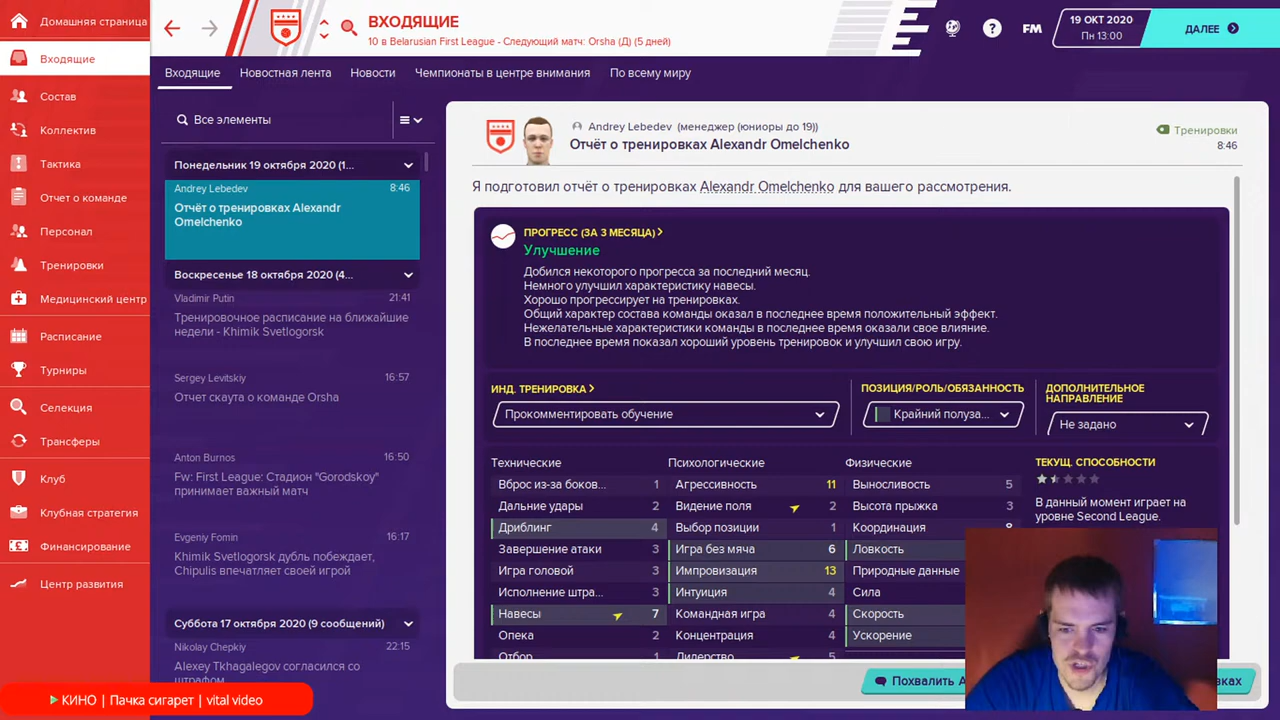 Домашняя страница
Входящие
Состав
Коллектив
Тактика
Отчет о команде
Персонал
Тренировки
Медицинский центр
Расписание
Турниры
Селекция
Трансферы
Клуб
Клубная стратегия
Финансирование
Центр развития
ВХОДЯЩИЕ
10 в Belarusian First League - Следующий матч: Orsha (Д) (5 дней)
?
FM
19 ОКТ 2020
Пн 13:00
ДАЛЕЕ
Входящие
Новостная лента
Новости
Чемпионаты в центре внимания
По всему миру
Все элементы
Понедельник 19 октября 2020 (1...
Andrey Lebedev 8:46
Отчёт о тренировках Alexandr
Omelchenko
Воскресенье 18 октября 2020 (4...
Vladimir Putin 21:41
Тренировочное расписание на ближайшие
недели - Khimik Svetlogorsk
Sergey Levitskiy 16:57
Отчет скаута о команде Orsha
Anton Burnos 16:50
Fw: First League: Стадион "Gorodskoy"
принимает важный матч
Evgeniy Fomin 16:17
Khimik Svetlogorsk дубль побеждает,
Chipulis впечатляет своей игрой
Суббота 17 октября 2020 (9 сообщений)
Nikolay Chepkiy 22:15
Alexey Tkhagalegov согласился со
штрафом
Andrey Lebedev (менеджер (юниоры до 19))
Отчёт о тренировках Alexandr Omelchenko
Тренировки
8:46
Я подготовил отчёт о тренировках Alexandr Omelchenko для вашего рассмотрения.
ПРОГРЕСС (ЗА 3 МЕСЯЦА)
Улучшение
Добился некоторого прогресса за последний месяц.
Немного улучшил характеристику навесы.
Хорошо прогрессирует на тренировках.
Общий характер состава команды оказал в последнее время положительный эффект.
Нежелательные характеристики команды в последнее время оказали свое влияние.
В последнее время показал хороший уровень тренировок и улучшил свою игру.
ИНД. ТРЕНИРОВКА
Прокомментировать обучение
ПОЗИЦИЯ/РОЛЬ/ОБЯЗАННОСТЬ
Крайний полуза...
ДОПОЛНИТЕЛЬНОЕ
НАПРАВЛЕНИЕ
Не задано
Технические
Вброс из-за боков... 1
Дальние удары 2
Дриблинг 4
Завершение атаки 3
Игра головой 3
Исполнение штра... 3
Навесы 7
Опека 2
Отбор 1
Психологические
Агрессивность 11
Видение поля 2
Выбор позиции 1
Игра без мяча 6
Импровизация 13
Интуиция 4
Командная игра 4
Концентрация 4
Лидерство 5
Физические
Выносливость 5
Высота прыжка 3
Координация 8
Ловкость
Природные данные
Сила
Скорость
Ускорение
ТЕКУЩ. СПОСОБНОСТИ
В данный момент играет на
уровне Second League.
Похвалить A
вках
КИНО | Пачка сигарет | vital video